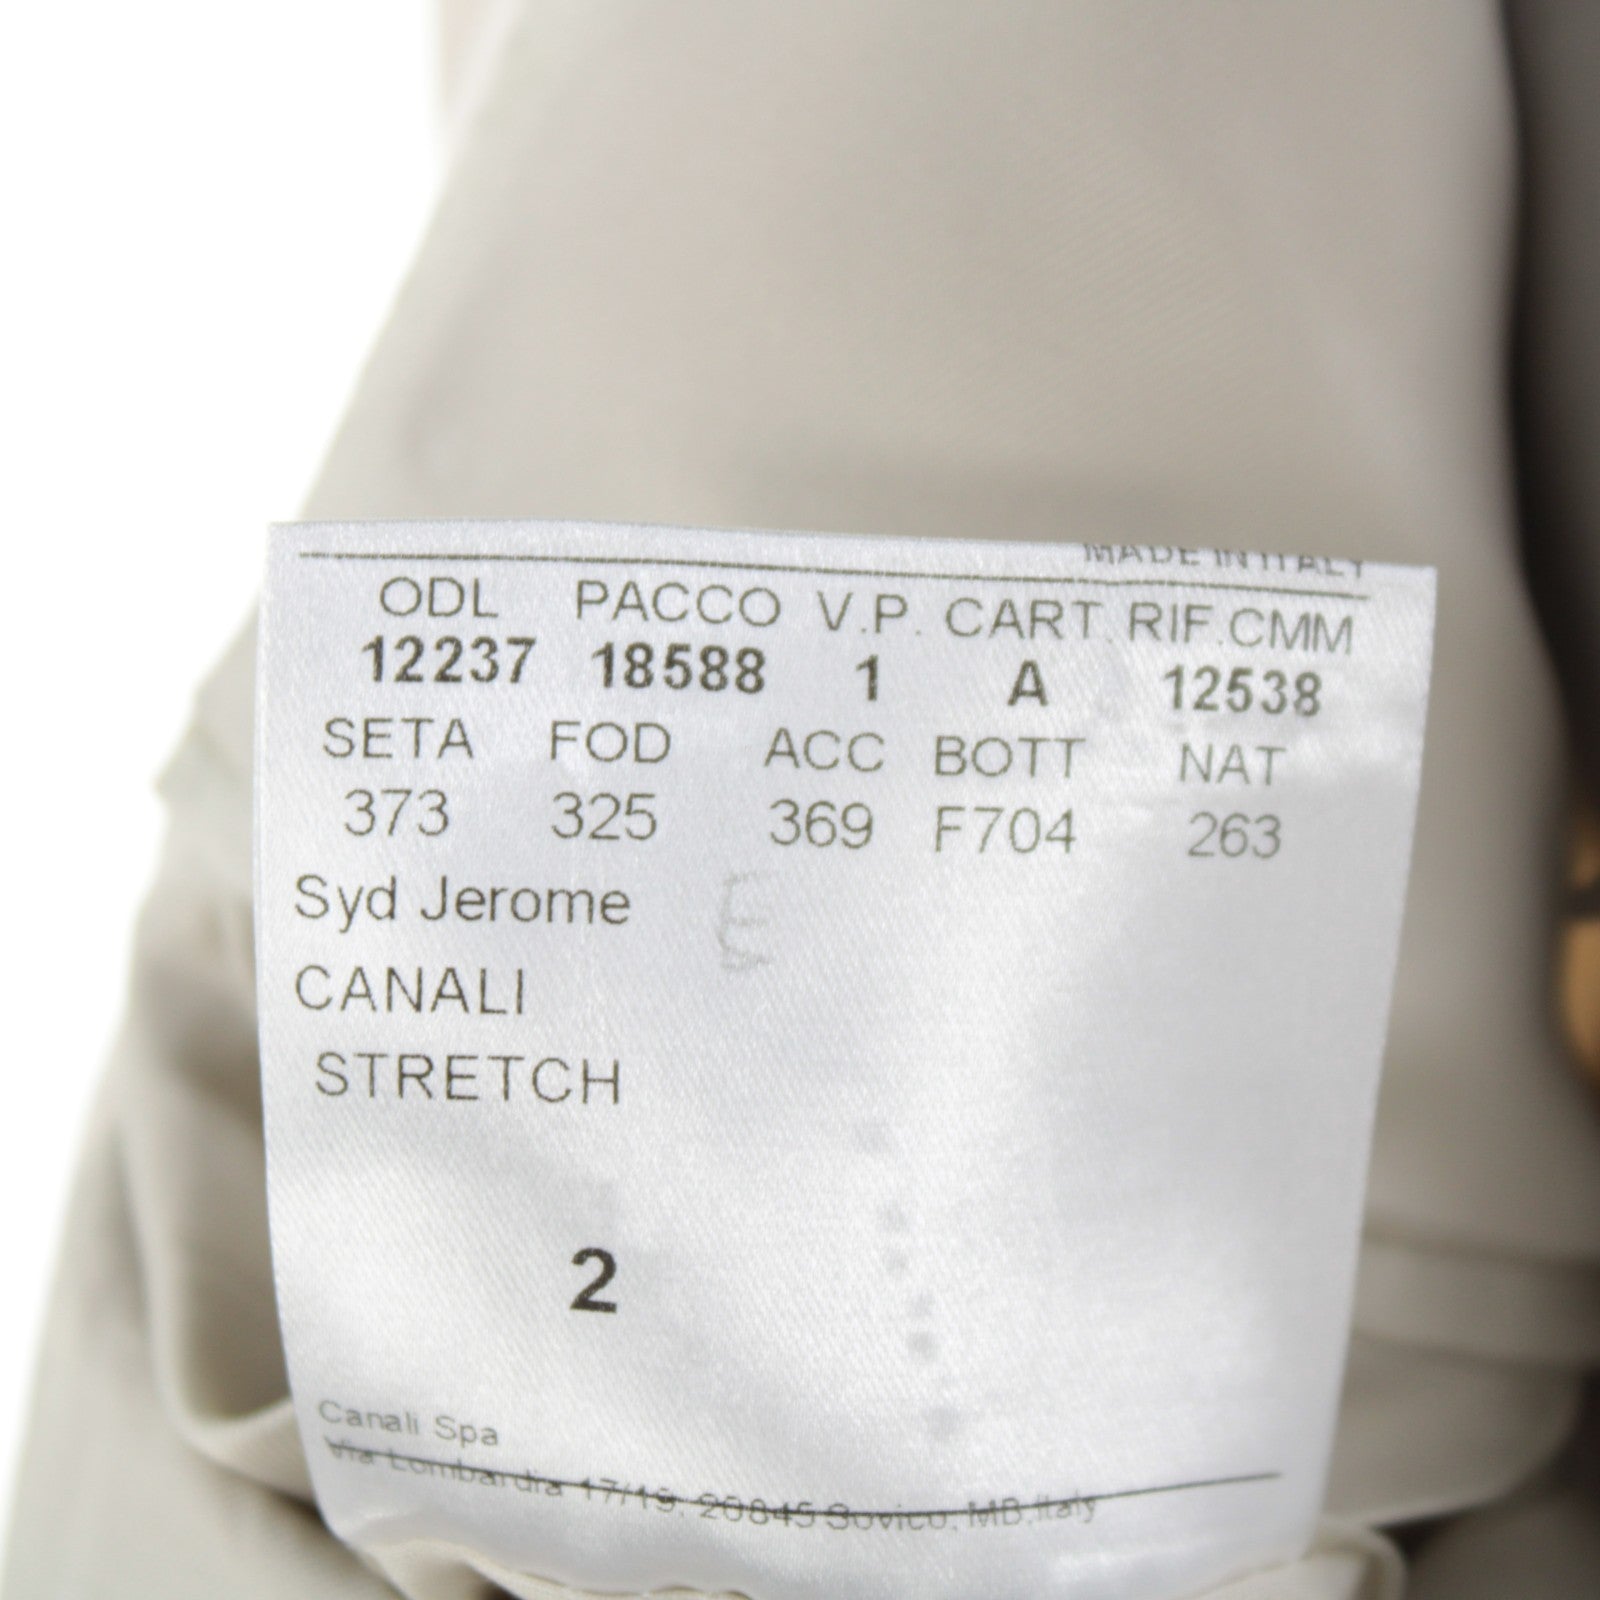 MADE IN ITALY
ODL PACCO V.P. CART. RIF.CMM
12237 18588 1 A 12538
SETA FOD ACC BOTT NAT
373 325 369 F704 263
Syd Jerome
CANALI
STRETCH
2
Canali Spa
Via Lombardia 17/19. 20845 Sovico, MB.Italy